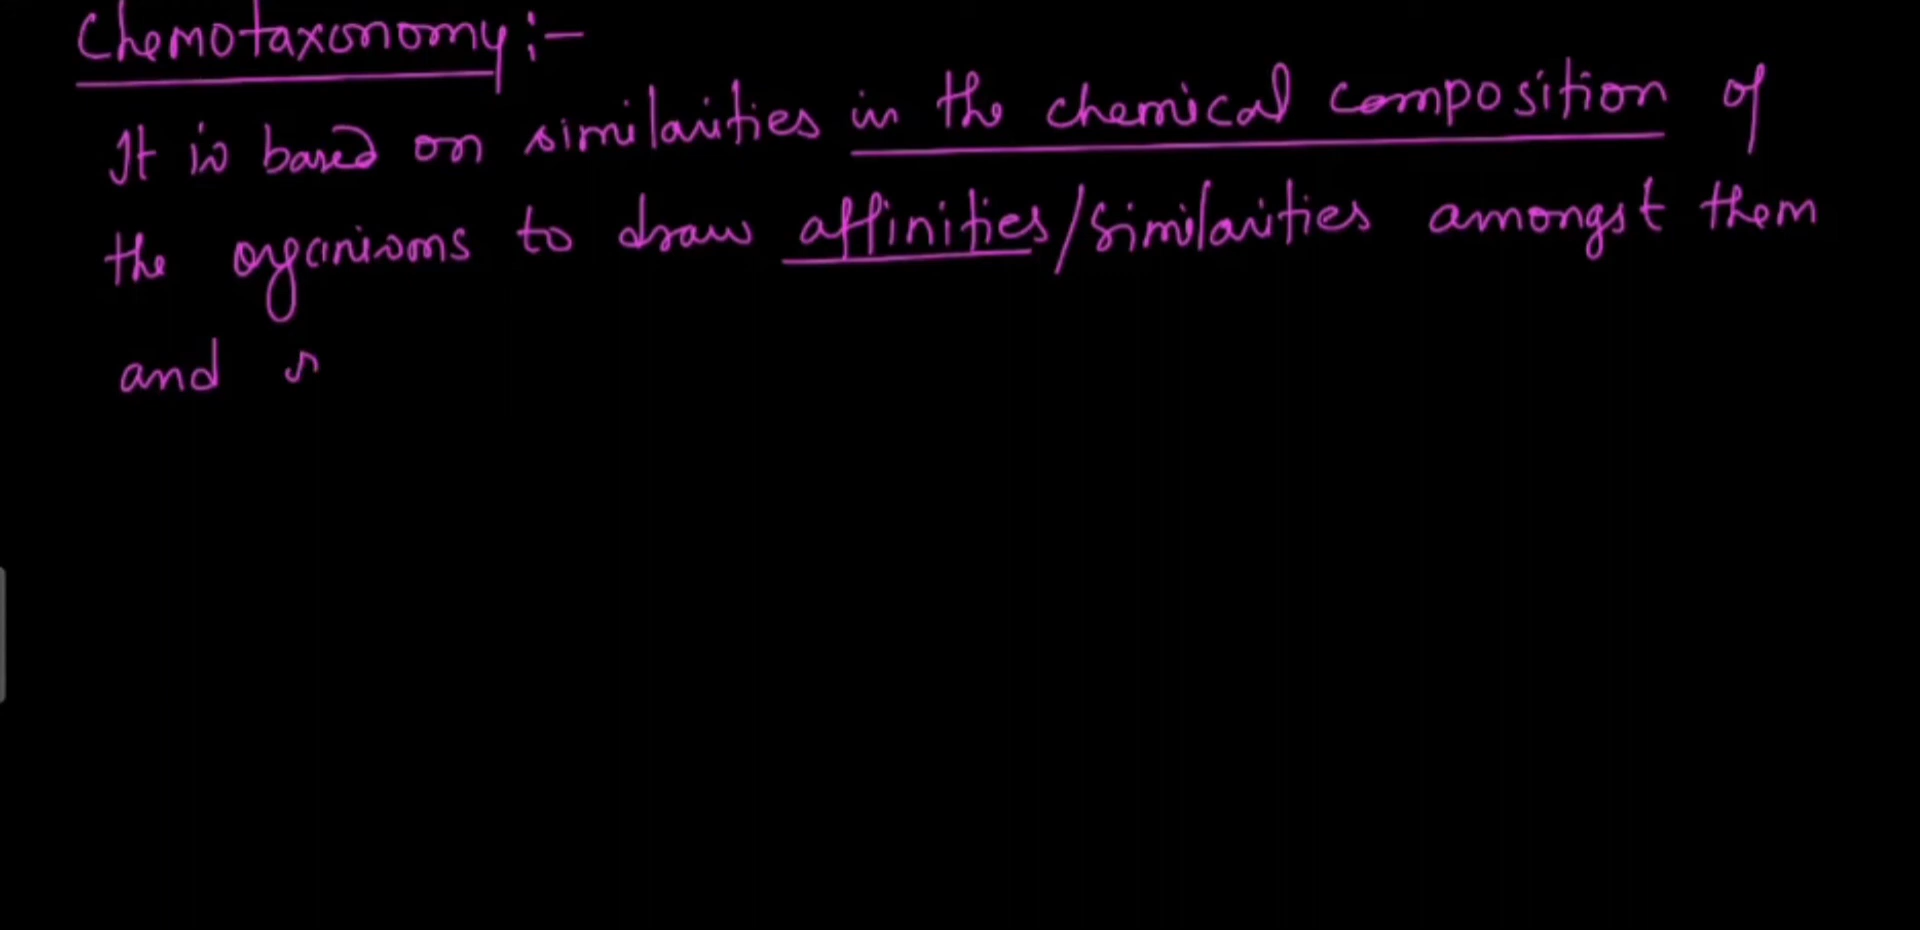 Chemotaxonomy:-
It is based on similarities in the chemical composition of
the organisms to draw affinities/similarities amongst them
and